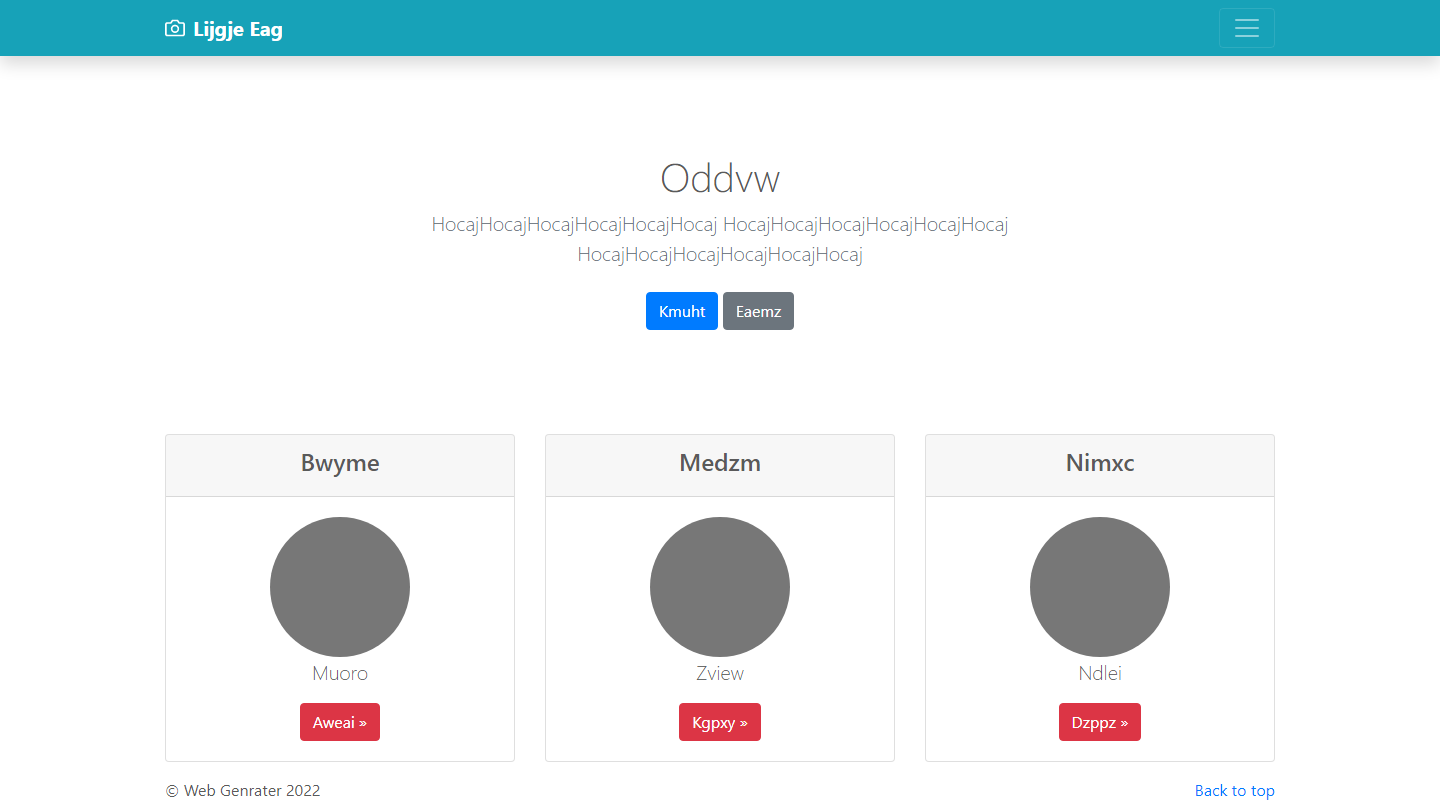 Lijgje Eag
Oddvw
HocajHocajHocajHocajHocajHocaj HocajHocajHocajHocajHocajHocaj
HocajHocajHocajHocajHocajHocaj
Kmuht Eaemz
Bwyme
Muoro
Aweai »
Medzm
Zview
Kgpxy »
Nimxc
Ndlei
Dzppz »
© Web Genrater 2022
Back to top